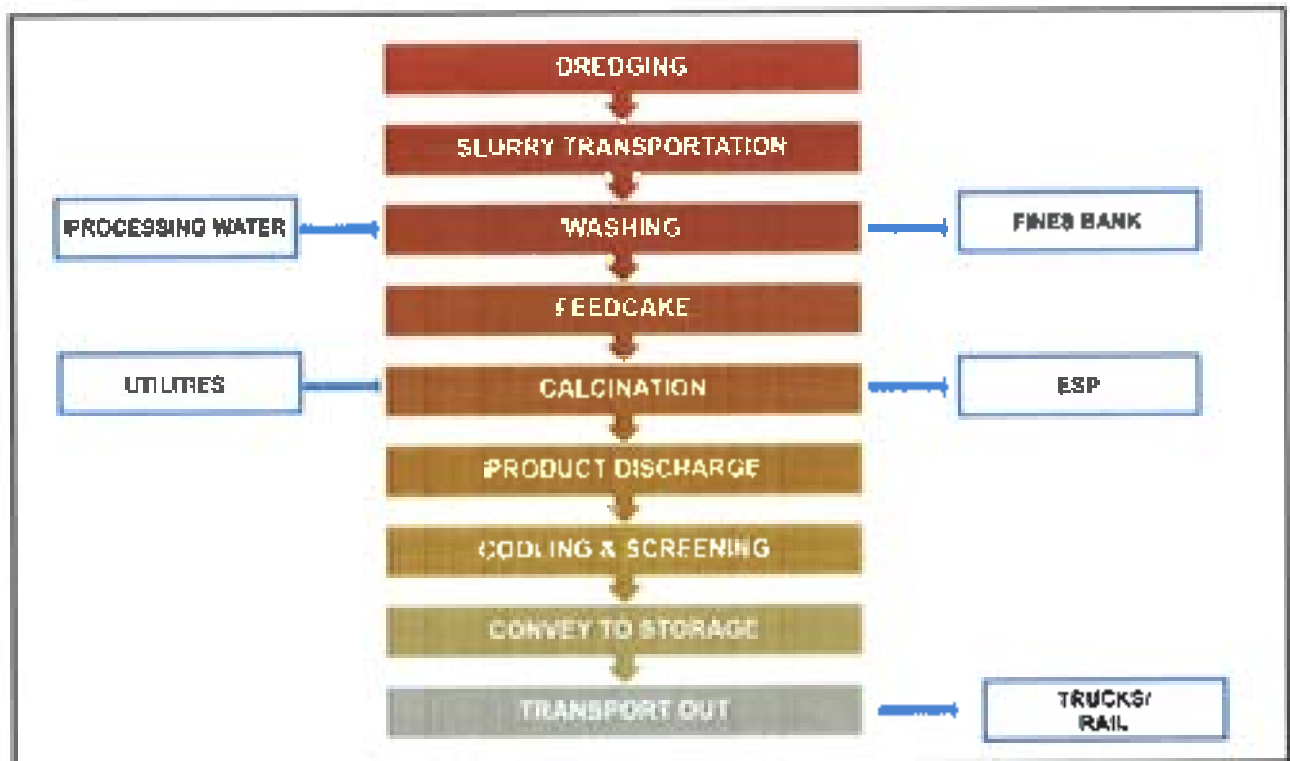 DREDGING
SLURRY TRANSPORTATION
PROCESSING WATER
WASHING
FINES BANK
FEEDCAKE
UTILITIES
CALCINATION
ESP
PRODUCT DISCHARGE
COOLING & SCREENING
CONVEY TO STORAGE
TRANSPORT OUT
TRUCKS/
RAIL